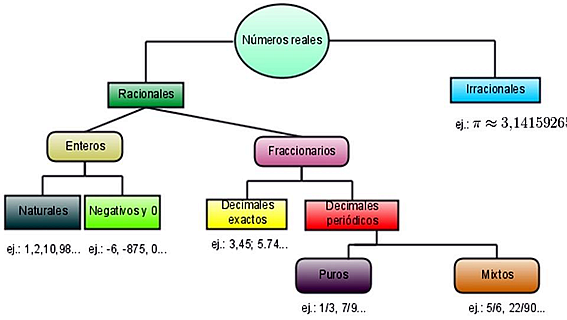 Números reales
Racionales
Irracionales
ej.: π ≈ 3,14159265
Enteros
Fraccionarios
Naturales
Negativos y 0
Decimales
exactos
Decimales
periódicos
ej.: 1,2,10,98...
ej.: -6, -875, 0...
ej.: 3,45; 5.74...
Puros
Mixtos
ej.: 1/3, 7/9...
ej.: 5/6, 22/90...